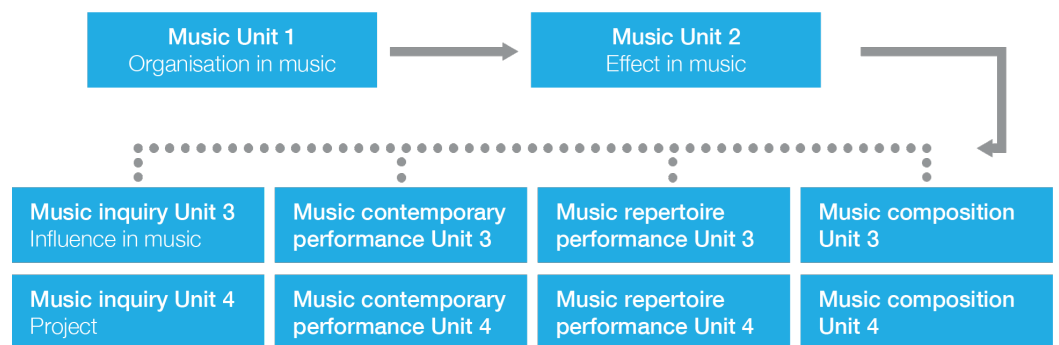 Music Unit 1
Organisation in music
Music Unit 2
Effect in music
Music inquiry Unit 3
Influence in music
Music contemporary
performance Unit 3
Music repertoire
performance Unit 3
Music composition
Unit 3
Music inquiry Unit 4
Project
Music contemporary
performance Unit 4
Music repertoire
performance Unit 4
Music composition
Unit 4